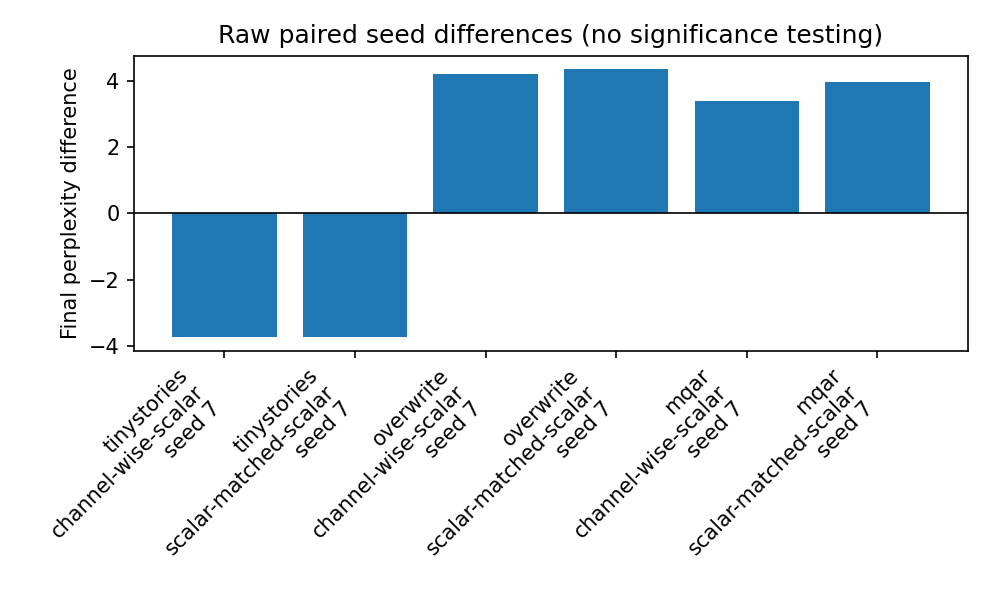 Raw paired seed differences (no significance testing)
Final perplexity difference
4
2
0
−2
−4
tinystories
channel-wise-scalar
seed 7
tinystories
scalar-matched-scalar
seed 7
overwrite
channel-wise-scalar
seed 7
overwrite
scalar-matched-scalar
seed 7
mqar
channel-wise-scalar
seed 7
mqar
scalar-matched-scalar
seed 7